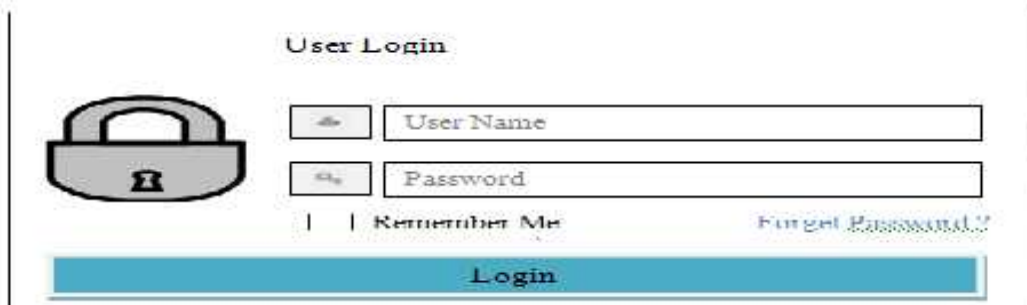 User Login
User Name
Password
Remember Me Forget Password ?
Login